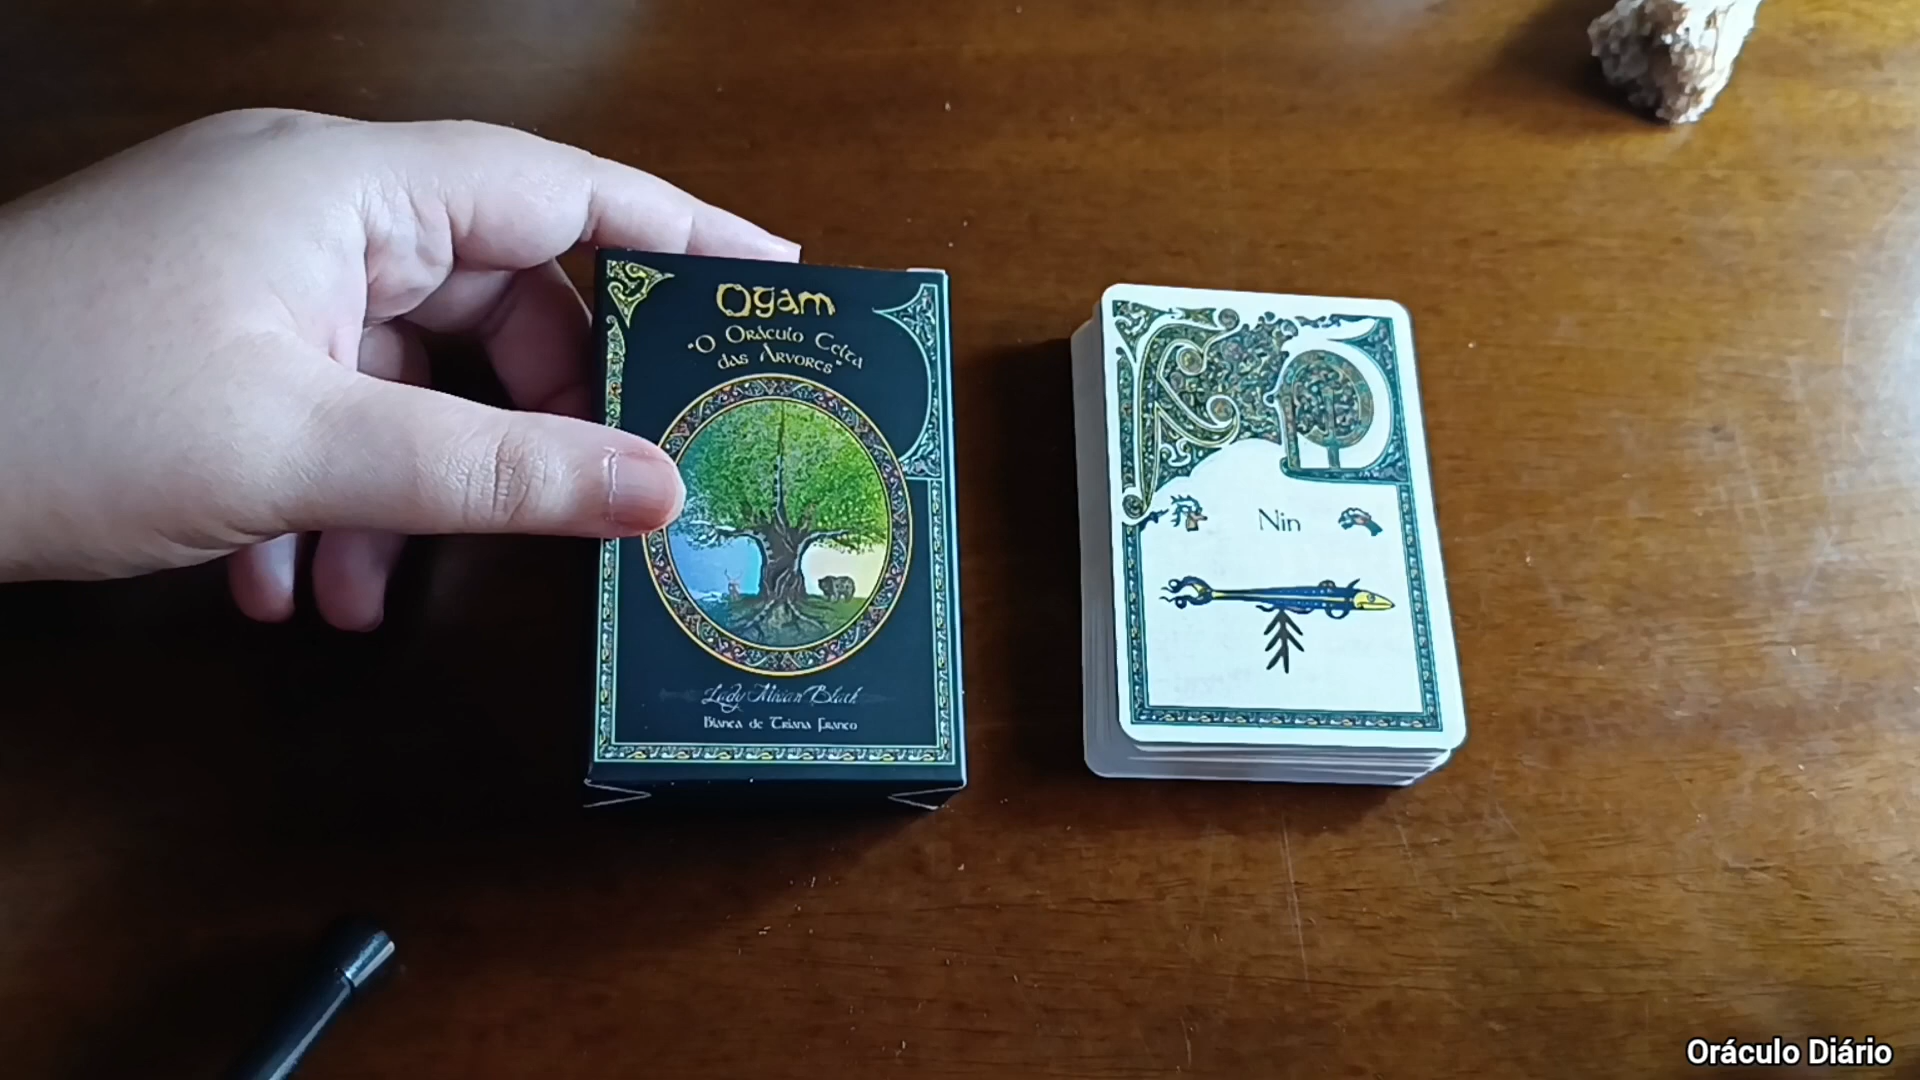 Ogam
"O Oráculo Celta
das Árvores"
Lady Mirian Black
Bianca de Triana Franco
Nin
Oráculo Diário